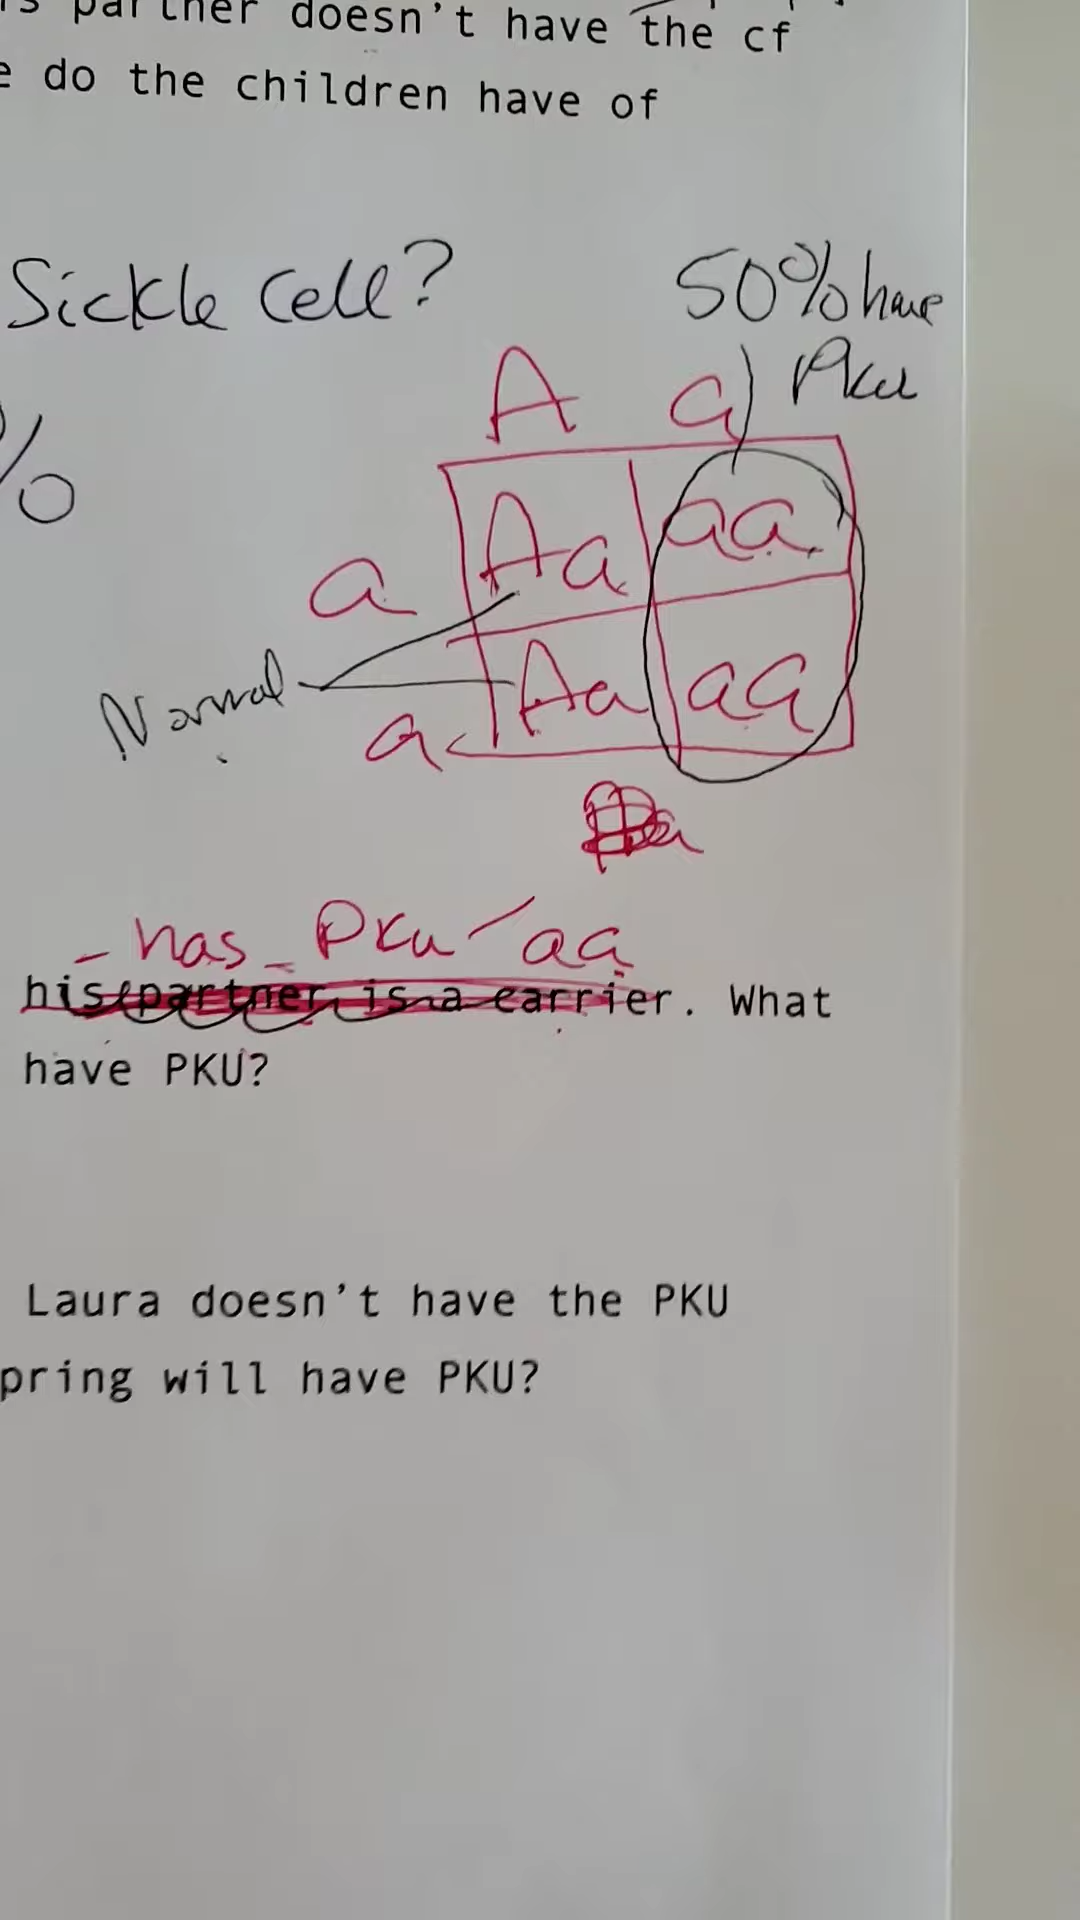 partner doesn't have the cf
do the children have of
Sickle Cell? 50% have
A a PKU
%
Aa aa
a
Normal Aa aa
a
- has - PKU aa
his partner is a carrier. What
have PKU?
Laura doesn't have the PKU
pring will have PKU?